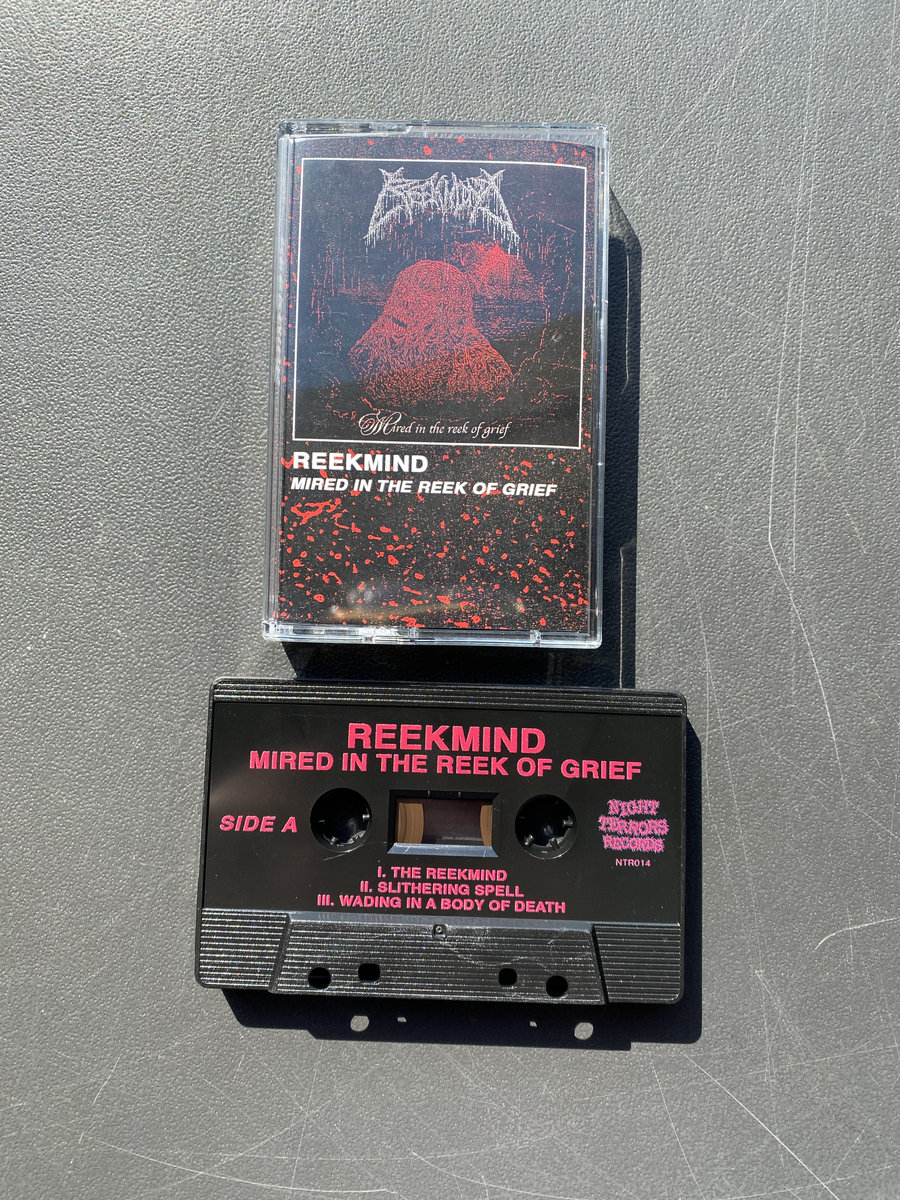 REEKMIND
Mired in the reek of grief
REEKMIND
MIRED IN THE REEK OF GRIEF
REEKMIND
MIRED IN THE REEK OF GRIEF
SIDE A
NIGHT
TERRORS
RECORDS
NTR014
I. THE REEKMIND
II. SLITHERING SPELL
III. WADING IN A BODY OF DEATH